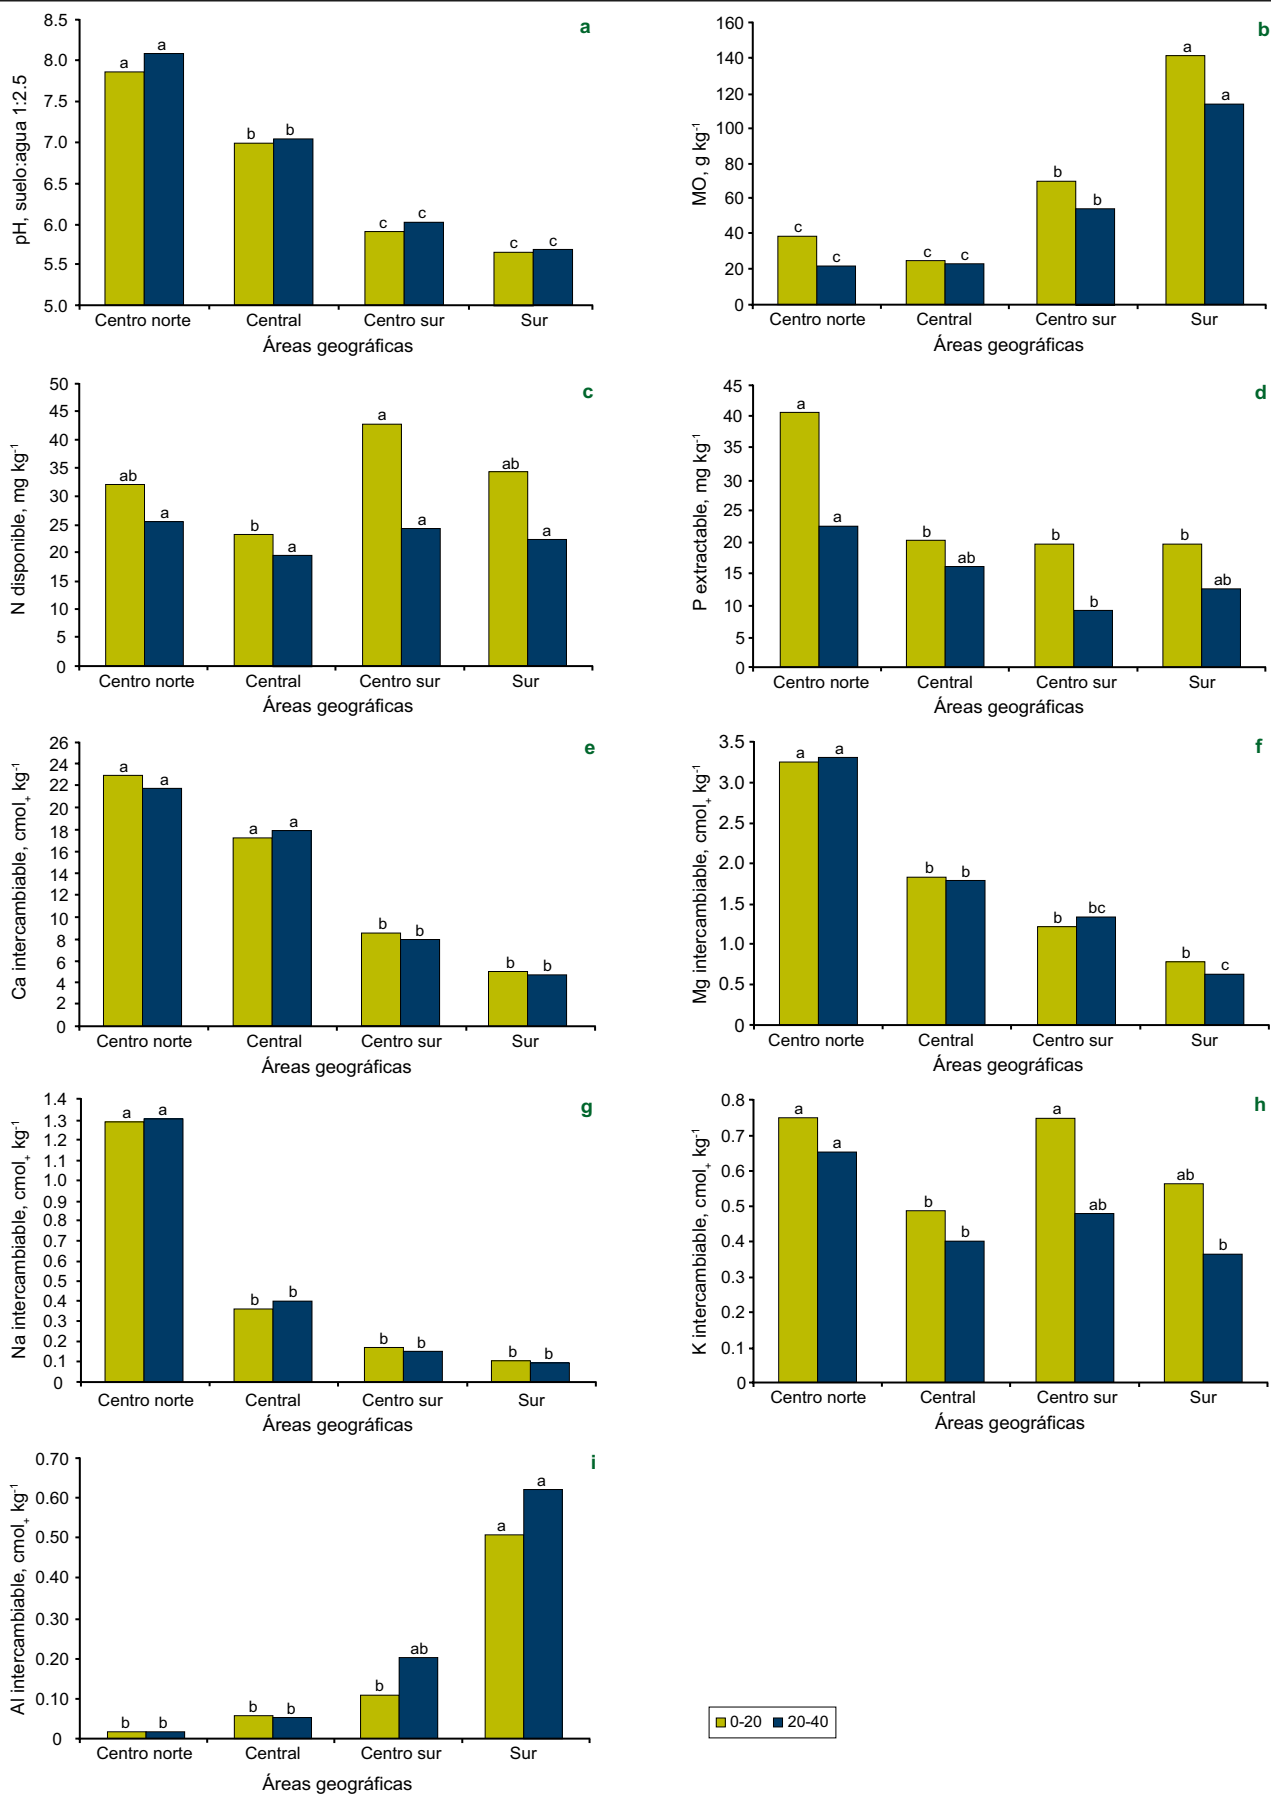 a
pH, suelo:agua 1:2.5
8.5
8.0
7.5
7.0
6.5
6.0
5.5
5.0
a a b b c c c c
Centro norte Central Centro sur Sur
Áreas geográficas
b
MO, g kg⁻¹
160
140
120
100
80
60
40
20
0
c c c c b b a a
Centro norte Central Centro sur Sur
Áreas geográficas
c
N disponible, mg kg⁻¹
50
45
40
35
30
25
20
15
10
5
0
ab a b a a a ab a
Centro norte Central Centro sur Sur
Áreas geográficas
d
P extractable, mg kg⁻¹
45
40
35
30
25
20
15
10
5
0
a a b ab b b b ab
Centro norte Central Centro sur Sur
Áreas geográficas
e
Ca intercambiable, cmol₊ kg⁻¹
26
24
22
20
18
16
14
12
10
8
6
4
2
0
a a a a b b b b
Centro norte Central Centro sur Sur
Áreas geográficas
f
Mg intercambiable, cmol₊ kg⁻¹
3.5
3.0
2.5
2.0
1.5
1.0
0.5
0
a a b b b bc b c
Centro norte Central Centro sur Sur
Áreas geográficas
g
Na intercambiable, cmol₊ kg⁻¹
1.4
1.3
1.2
1.1
1.0
0.9
0.8
0.7
0.6
0.5
0.4
0.3
0.2
0.1
0
a a b b b b b b
Centro norte Central Centro sur Sur
Áreas geográficas
h
K intercambiable, cmol₊ kg⁻¹
0.8
0.7
0.6
0.5
0.4
0.3
0.2
0.1
0
a a b b a ab ab b
Centro norte Central Centro sur Sur
Áreas geográficas
i
Al intercambiable, cmol₊ kg⁻¹
0.70
0.60
0.50
0.40
0.30
0.20
0.10
0
b b b b b ab a a
Centro norte Central Centro sur Sur
Áreas geográficas
0-20 20-40